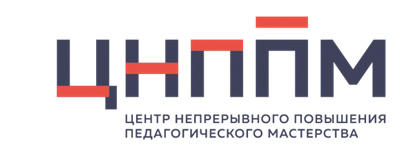 ЦНППМ
ЦЕНТР НЕПРЕРЫВНОГО ПОВЫШЕНИЯ
ПЕДАГОГИЧЕСКОГО МАСТЕРСТВА